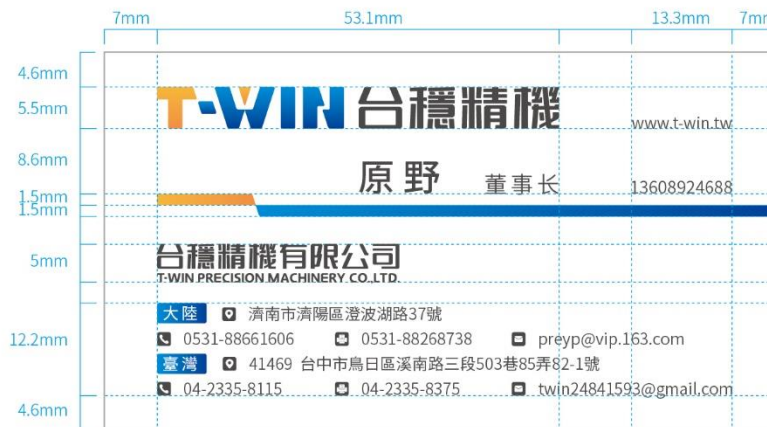 7mm 53.1mm 13.3mm 7mm
4.6mm
5.5mm
8.6mm
1.5mm
1.5mm
5mm
12.2mm
4.6mm
T-WIN 台穩精機 www.t-win.tw
原野 董事长 13608924688
台穩精機有限公司
T-WIN PRECISION MACHINERY CO.,LTD.
大陸 濟南市濟陽區澄波湖路37號
0531-88661606 0531-88268738 preyp@vip.163.com
臺灣 41469 台中市烏日區溪南路三段503巷85弄82-1號
04-2335-8115 04-2335-8375 twin24841593@gmail.com